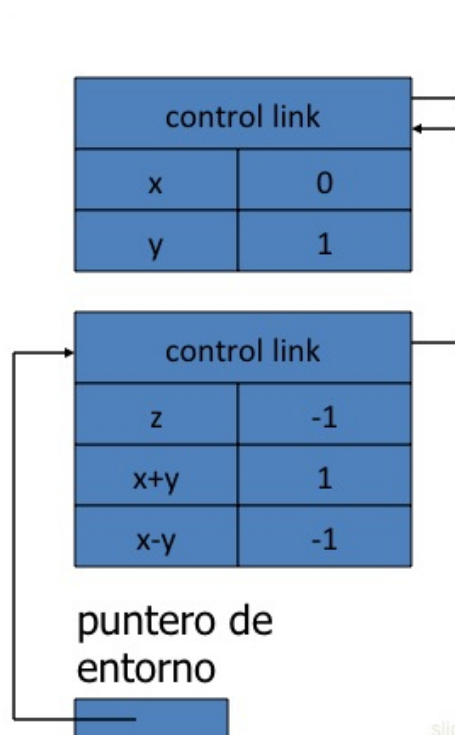 control link
x 0
y 1
control link
z -1
x+y 1
x-y -1
puntero de
entorno